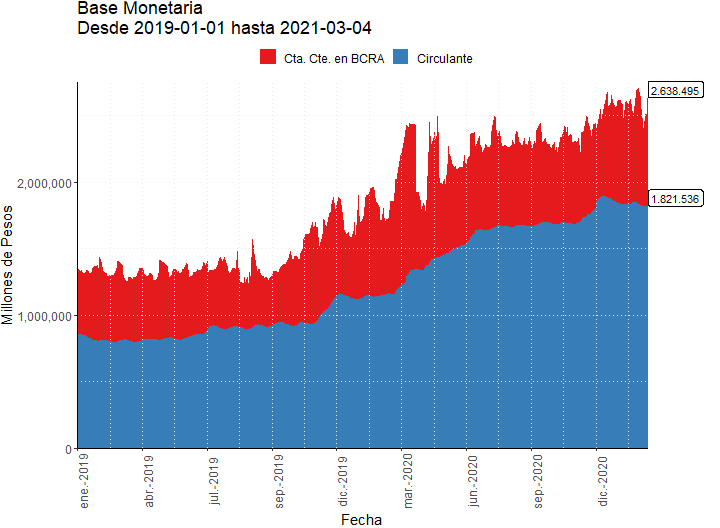 Base Monetaria
Desde 2019-01-01 hasta 2021-03-04
Cta. Cte. en BCRA
Circulante
2.638.495
1.821.536
2,000,000
1,000,000
0
Millones de Pesos
ene.-2019
abr.-2019
jul.-2019
sep.-2019
dic.-2019
mar.-2020
jun.-2020
sep.-2020
dic.-2020
Fecha